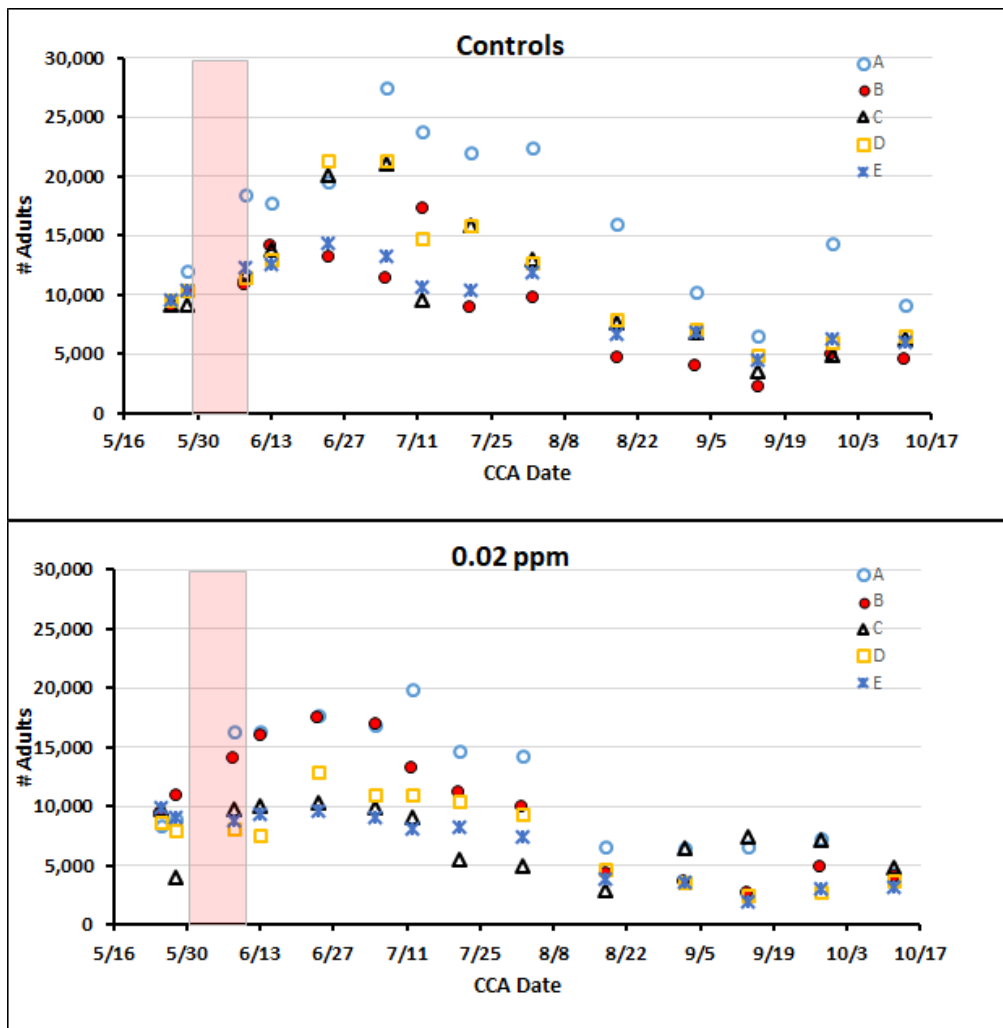 Controls
30,000
25,000
20,000
15,000
10,000
5,000
0
# Adults
5/16 5/30 6/13 6/27 7/11 7/25 8/8 8/22 9/5 9/19 10/3 10/17
CCA Date
A
B
C
D
E
0.02 ppm
30,000
25,000
20,000
15,000
10,000
5,000
0
# Adults
5/16 5/30 6/13 6/27 7/11 7/25 8/8 8/22 9/5 9/19 10/3 10/17
CCA Date
A
B
C
D
E